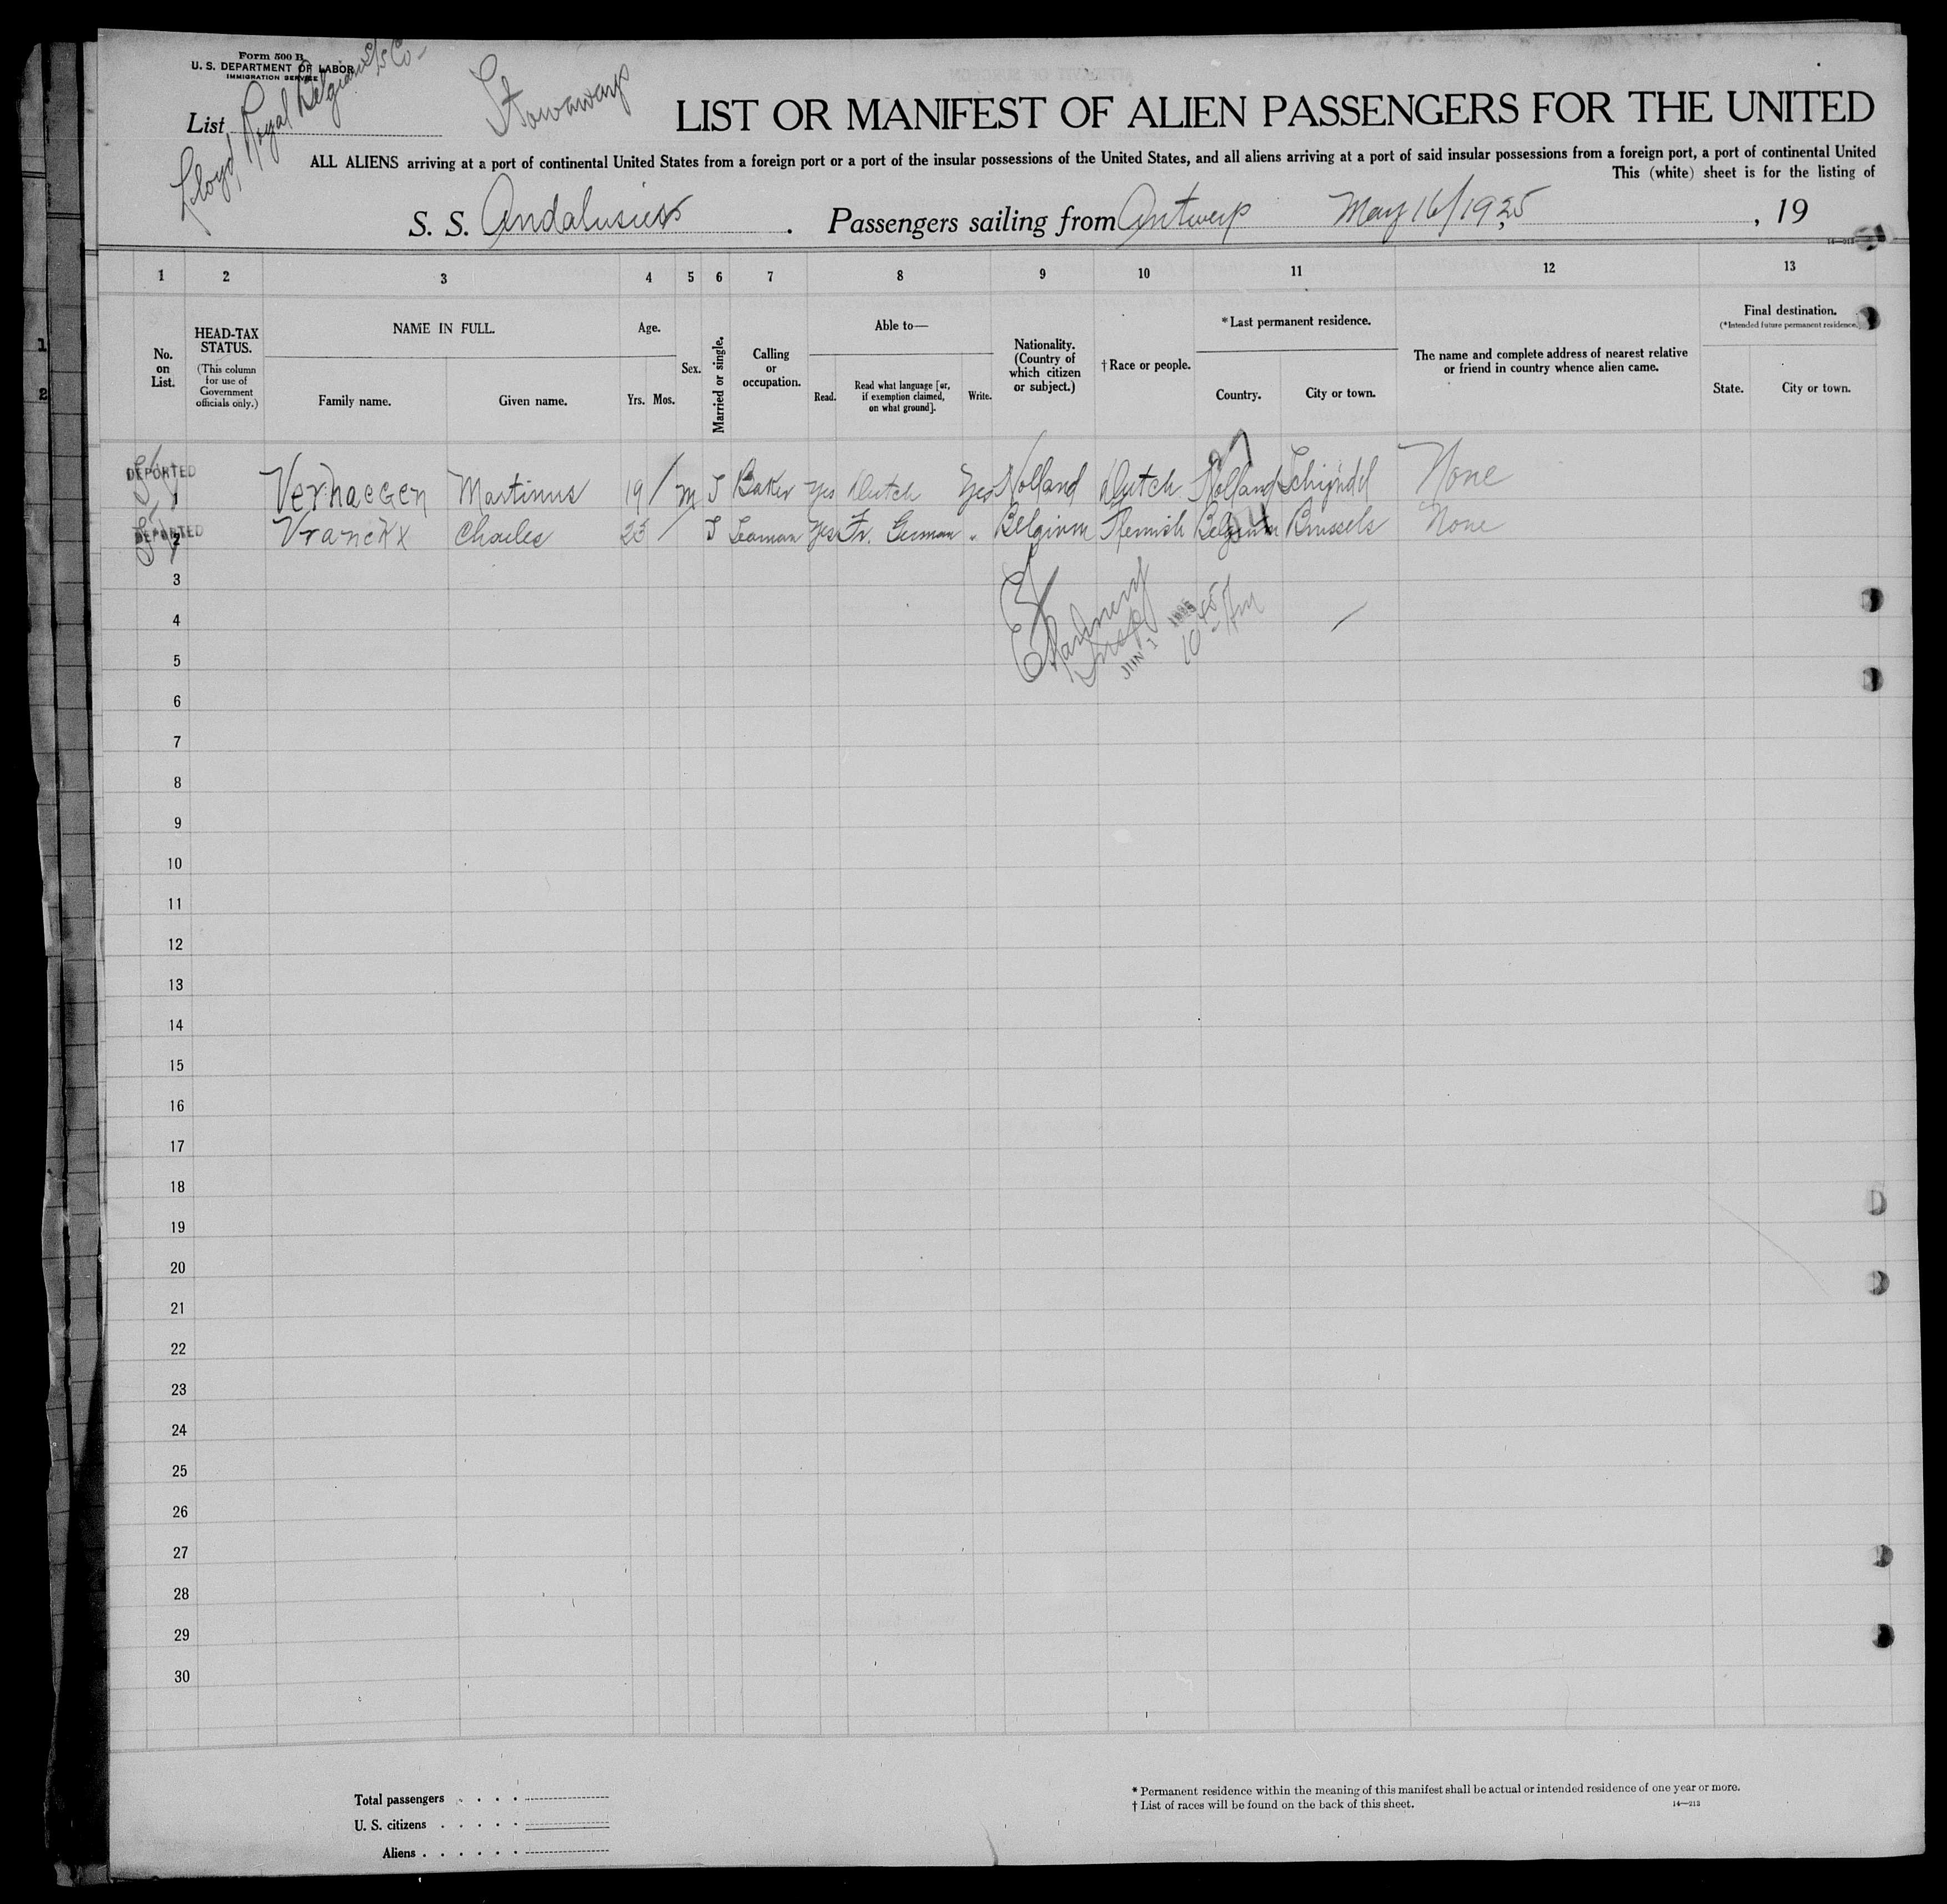 Form 500 B
U. S. DEPARTMENT OF LABOR
IMMIGRATION SERVICE
List
Lloyd Royal Belgian S/S Co-
Stowaways
LIST OR MANIFEST OF ALIEN PASSENGERS FOR THE UNITED
ALL ALIENS arriving at a port of continental United States from a foreign port or a port of the insular possessions of the United States, and all aliens arriving at a port of said insular possessions from a foreign port, a port of continental United
This (white) sheet is for the listing of
S. S. Andalusier . Passengers sailing from Antwerp May 16/1925 , 19
14—213
1 2 3 4 5 6 7 8 9 10 11 12 13
No. on List.
HEAD-TAX STATUS.
(This column for use of Government officials only.)
NAME IN FULL.
Family name.
Given name.
Age.
Yrs. Mos.
Sex.
Married or single.
Calling or occupation.
Able to—
Read.
Read what language [or, if exemption claimed, on what ground].
Write.
Nationality. (Country of which citizen or subject.)
† Race or people.
*Last permanent residence.
Country.
City or town.
The name and complete address of nearest relative or friend in country whence alien came.
Final destination.
(*Intended future permanent residence.)
State.
City or town.
DEPORTED
1 Verhaegen Martinus 19 m S Baker Yes Dutch Yes Holland Dutch Holland Schijndel None
DEPORTED
2 Vranckx Charles 23 S Seaman Yes Fr. German " Belgium Flemish Belgium Brussels None
3
4
5
JUN 1 1925
10 45 Am
6
7
8
9
10
11
12
13
14
15
16
17
18
19
20
21
22
23
24
25
26
27
28
29
30
Total passengers . . . .
U. S. citizens . . . . .
Aliens . . . . . .
* Permanent residence within the meaning of this manifest shall be actual or intended residence of one year or more.
† List of races will be found on the back of this sheet.
14—213
1
2